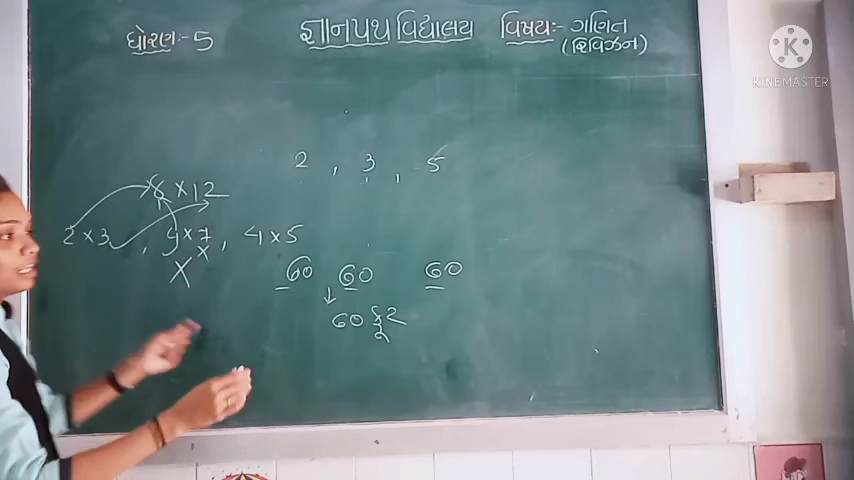 ધોરણ:- 5 જ્ઞાનપથ વિદ્યાલય વિષય:- ગણિત
(રિવિઝન)
KINEMASTER
2 , 3 , 5
6 × 12
2 × 3 , 4 × 7 , 4 × 5
×
×
60 60 60
↓
60 ફૂટ